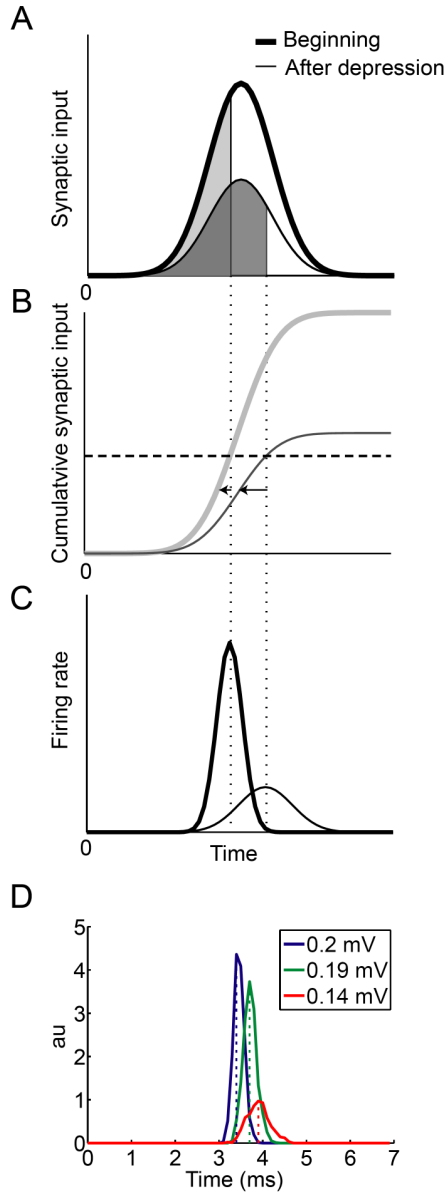 A
Beginning
After depression
Synaptic input
0
B
Cumulatvive synaptic input
0
C
Firing rate
0
Time
D
5
4
3
2
1
0
au
0.2 mV
0.19 mV
0.14 mV
0 1 2 3 4 5 6 7
Time (ms)